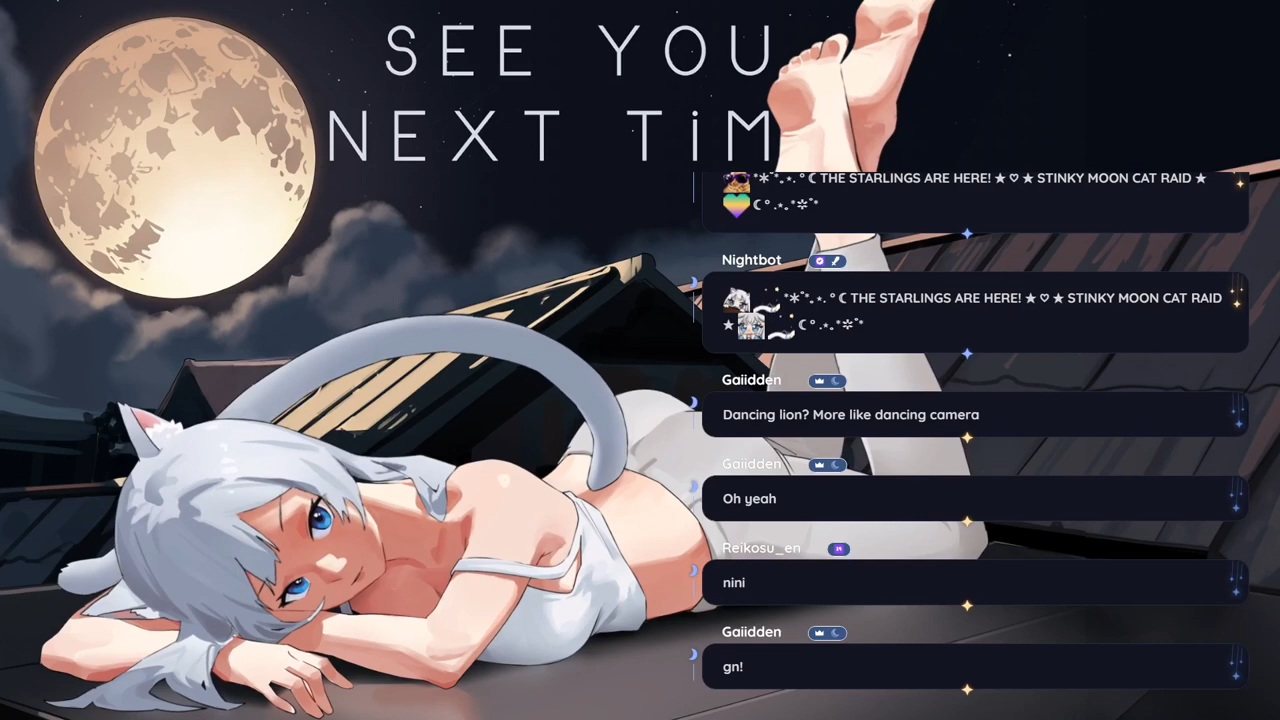 SEE YOU
NEXT TiM
*✲ﾟ*｡⋆. ° ☾ THE STARLINGS ARE HERE! ★ ♡ ★ STINKY MOON CAT RAID ★
☾ ° .⋆｡*✲ﾟ*
Nightbot
*✲ﾟ*｡⋆. ° ☾ THE STARLINGS ARE HERE! ★ ♡ ★ STINKY MOON CAT RAID
★ ☾ ° .⋆｡*✲ﾟ*
Gaiidden
Dancing lion? More like dancing camera
Gaiidden
Oh yeah
Reikosu_en
nini
Gaiidden
gn!